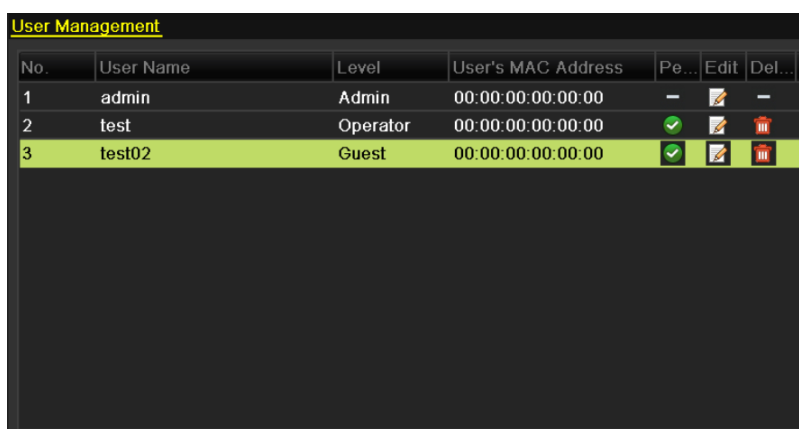 User Management
No. User Name Level User's MAC Address Pe... Edit Del...
1 admin Admin 00:00:00:00:00:00 –
2 test Operator 00:00:00:00:00:00
3 test02 Guest 00:00:00:00:00:00